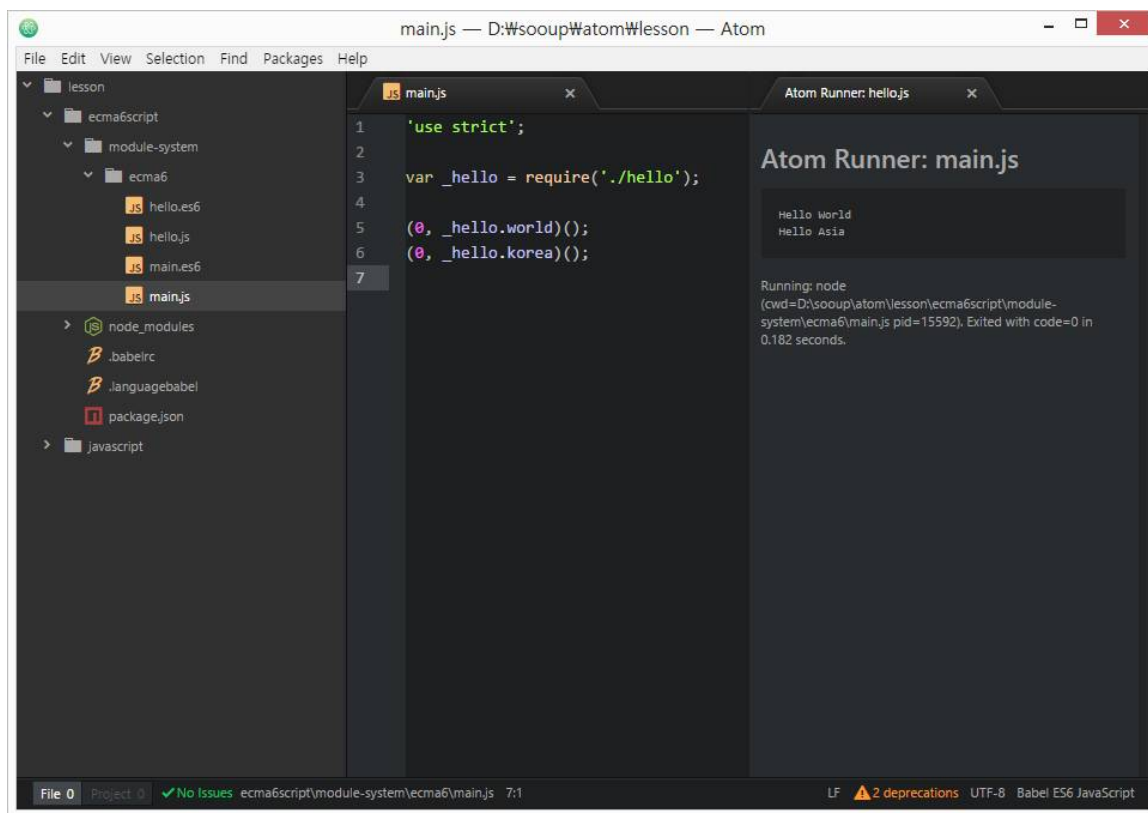 main.js — D:₩sooup₩atom₩lesson — Atom
File Edit View Selection Find Packages Help
lesson
ecma6script
module-system
ecma6
hello.es6
hello.js
main.es6
main.js
node_modules
.babelrc
.languagebabel
package.json
javascript
main.js
1 'use strict';
2
3 var _hello = require('./hello');
4
5 (0, _hello.world)();
6 (0, _hello.korea)();
7
Atom Runner: hello.js
Atom Runner: main.js
Hello World
Hello Asia
Running: node
(cwd=D:\sooup\atom\lesson\ecma6script\module-
system\ecma6\main.js pid=15592). Exited with code=0 in
0.182 seconds.
File 0 Project 0 No Issues ecma6script\module-system\ecma6\main.js 7:1 LF 2 deprecations UTF-8 Babel ES6 JavaScript